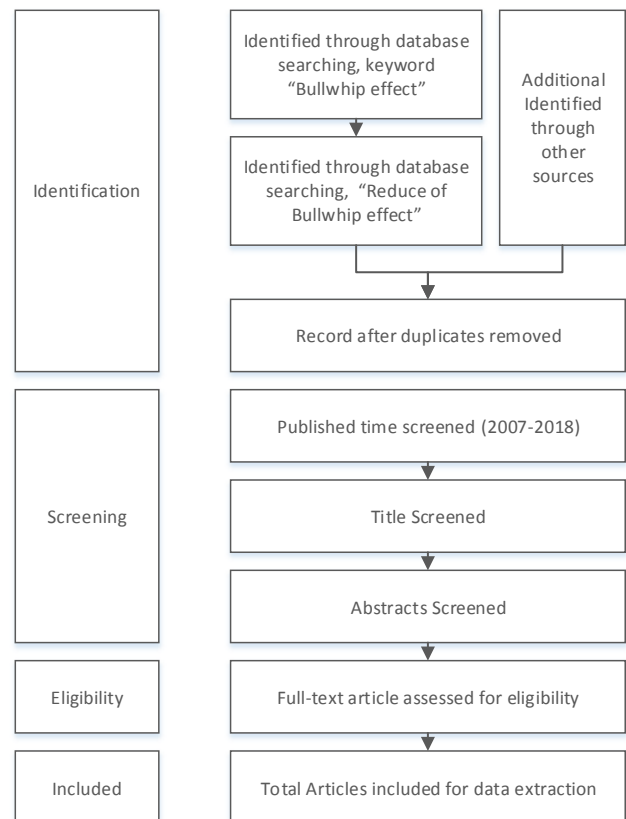 Identification
Identified through database
searching, keyword
“Bullwhip effect”
Additional
Identified
through
other
sources
Identified through database
searching, “Reduce of
Bullwhip effect”
Record after duplicates removed
Screening
Published time screened (2007-2018)
Title Screened
Abstracts Screened
Eligibility
Full-text article assessed for eligibility
Included
Total Articles included for data extraction